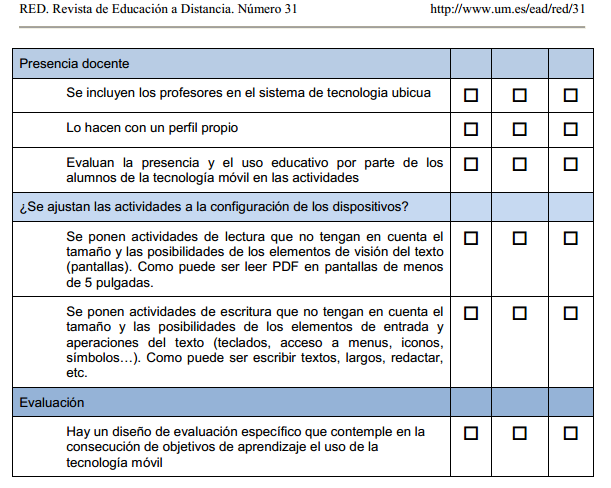 RED. Revista de Educación a Distancia. Número 31 http://www.um.es/ead/red/31
Presencia docente
Se incluyen los profesores en el sistema de tecnologia ubicua
Lo hacen con un perfil propio
Evaluan la presencia y el uso educativo por parte de los
alumnos de la tecnología móvil en las actividades
¿Se ajustan las actividades a la configuración de los dispositivos?
Se ponen actividades de lectura que no tengan en cuenta el
tamaño y las posibilidades de los elementos de visión del texto
(pantallas). Como puede ser leer PDF en pantallas de menos
de 5 pulgadas.
Se ponen actividades de escritura que no tengan en cuenta el
tamaño y las posibilidades de los elementos de entrada y
aperaciones del texto (teclados, acceso a menus, iconos,
símbolos…). Como puede ser escribir textos, largos, redactar,
etc.
Evaluación
Hay un diseño de evaluación específico que contemple en la
consecución de objetivos de aprendizaje el uso de la
tecnología móvil